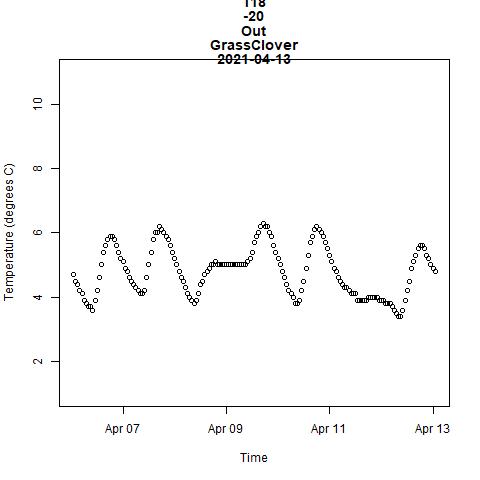 T18
-20
Out
GrassClover
2021-04-13
Temperature (degrees C)
10
8
6
4
2
Apr 07
Apr 09
Apr 11
Apr 13
Time